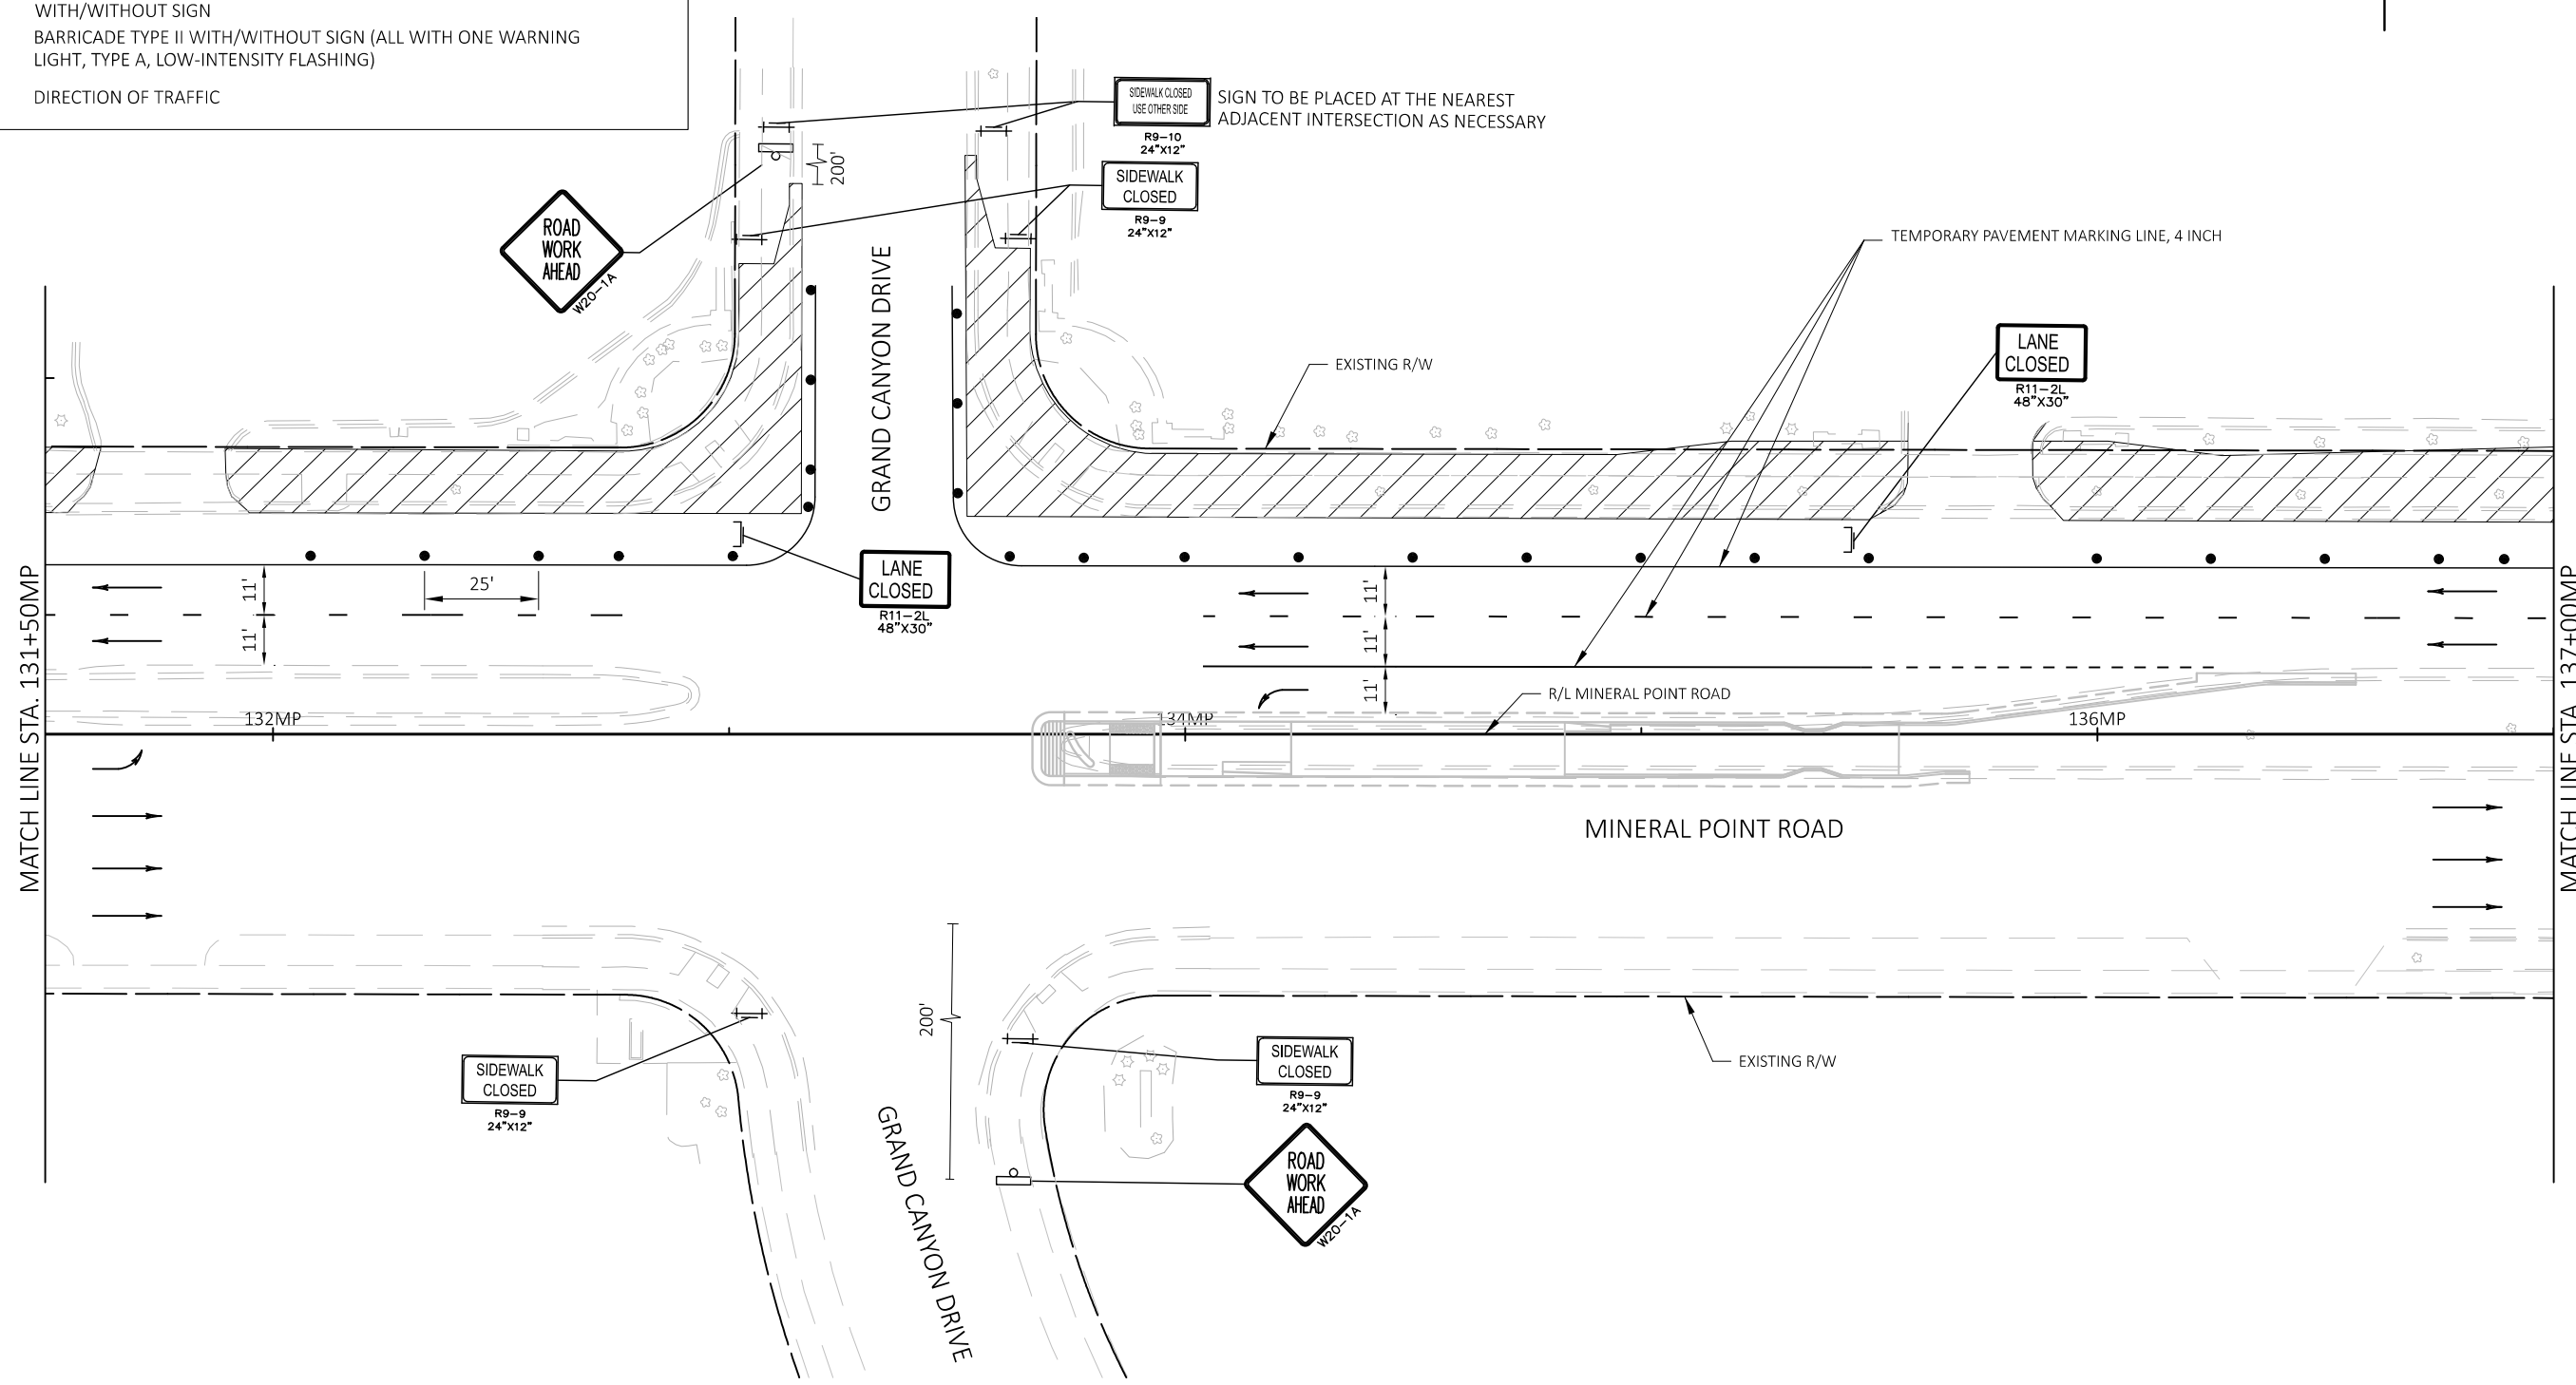 WITH/WITHOUT SIGN
BARRICADE TYPE II WITH/WITHOUT SIGN (ALL WITH ONE WARNING
LIGHT, TYPE A, LOW-INTENSITY FLASHING)
DIRECTION OF TRAFFIC
SIDEWALK CLOSED
USE OTHER SIDE
R9-10
24"X12"
SIGN TO BE PLACED AT THE NEAREST
ADJACENT INTERSECTION AS NECESSARY
200'
SIDEWALK
CLOSED
R9-9
24"X12"
ROAD
WORK
AHEAD
W20-1A
GRAND CANYON DRIVE
TEMPORARY PAVEMENT MARKING LINE, 4 INCH
EXISTING R/W
LANE
CLOSED
R11-2L
48"X30"
LANE
CLOSED
R11-2L
48"X30"
MATCH LINE STA. 131+50MP
11'
25'
11'
11'
11'
11'
MATCH LINE STA. 137+00MP
R/L MINERAL POINT ROAD
132MP
134MP
136MP
MINERAL POINT ROAD
200'
SIDEWALK
CLOSED
R9-9
24"X12"
SIDEWALK
CLOSED
R9-9
24"X12"
EXISTING R/W
GRAND CANYON DRIVE
ROAD
WORK
AHEAD
W20-1A